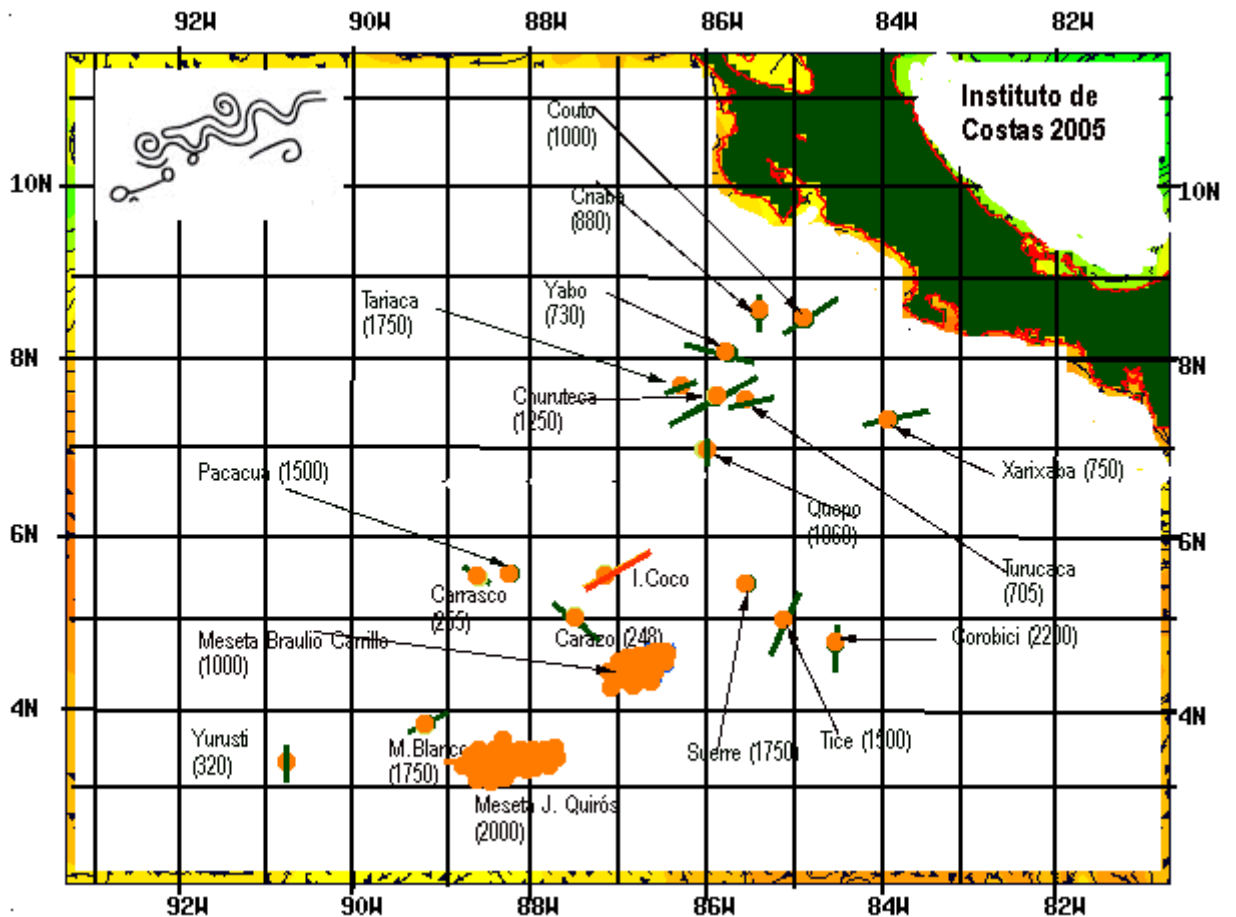 92W 90W 88W 86W 84W 82W
Instituto de
Costas 2005
Couto
(1000)
10N
10N
(880)
Tariaca
(1750)
Yabo
(730)
8N
8N
Churuteca
(1250)
Pacacua (1500)
Xarixaba (750)
Quepo
(1060)
6N
6N
I.Coco
Turucaca
(705)
Carrasco
(255)
Meseta Braulio Carrillo
(1000)
Carazo (248)
Corobici (2200)
4N
4N
Yurusti
(320)
M.Blanco
(1750)
Suerre (1750)
Tice (1500)
Meseta J. Quirós
(2000)
92W 90W 88W 86W 84W 82W